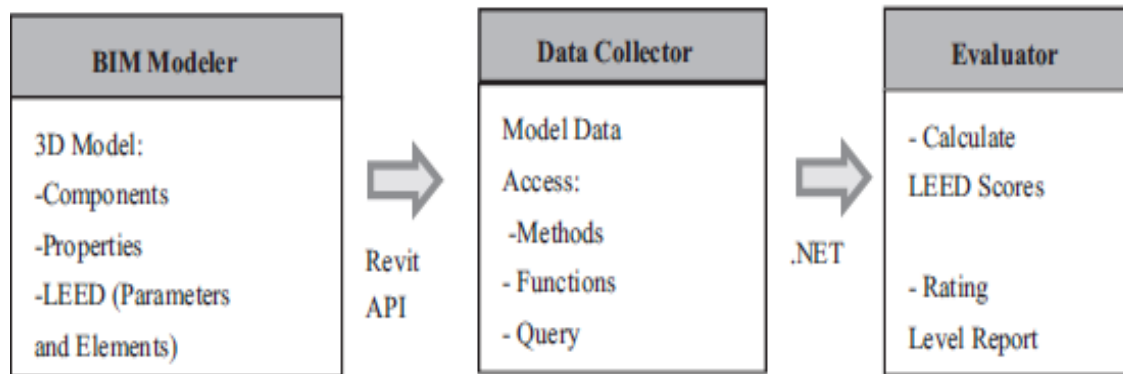 BIM Modeler
3D Model:
-Components
-Properties
-LEED (Parameters
and Elements)
Revit
API
Data Collector
Model Data
Access:
-Methods
- Functions
- Query
.NET
Evaluator
- Calculate
LEED Scores
- Rating
Level Report